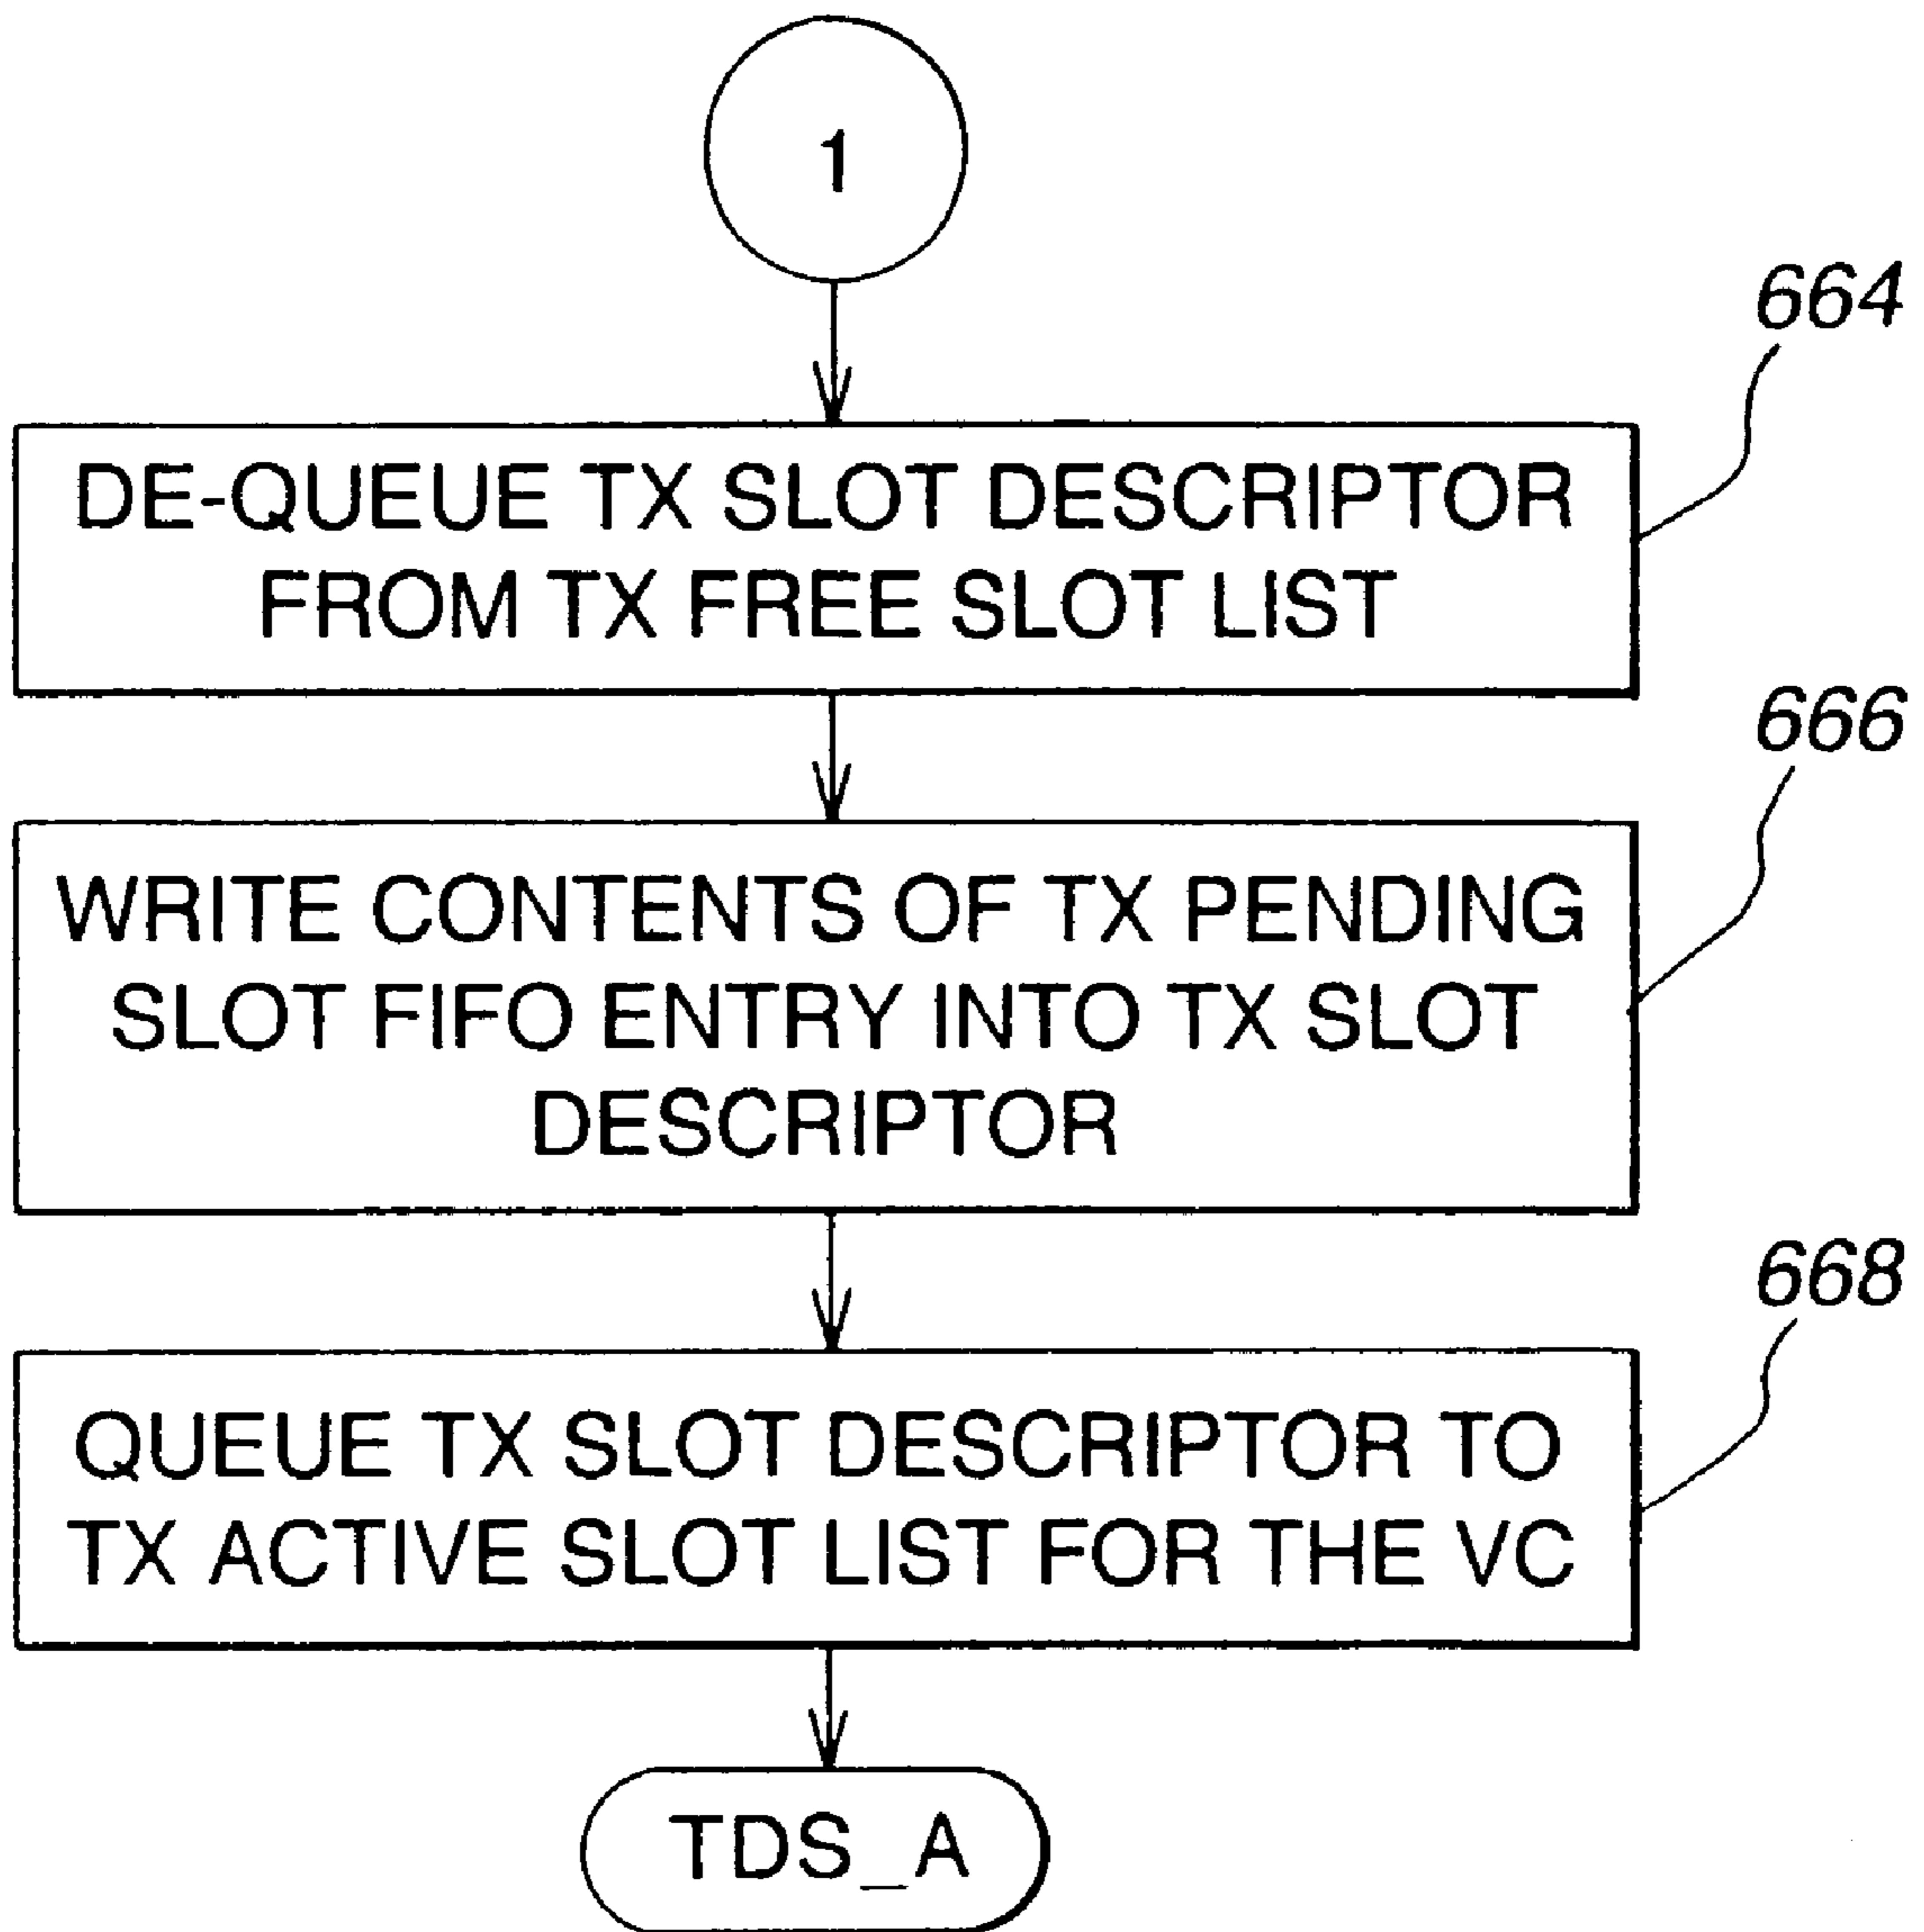 1
664
DE-QUEUE TX SLOT DESCRIPTOR
FROM TX FREE SLOT LIST
666
WRITE CONTENTS OF TX PENDING
SLOT FIFO ENTRY INTO TX SLOT
DESCRIPTOR
668
QUEUE TX SLOT DESCRIPTOR TO
TX ACTIVE SLOT LIST FOR THE VC
TDS_A